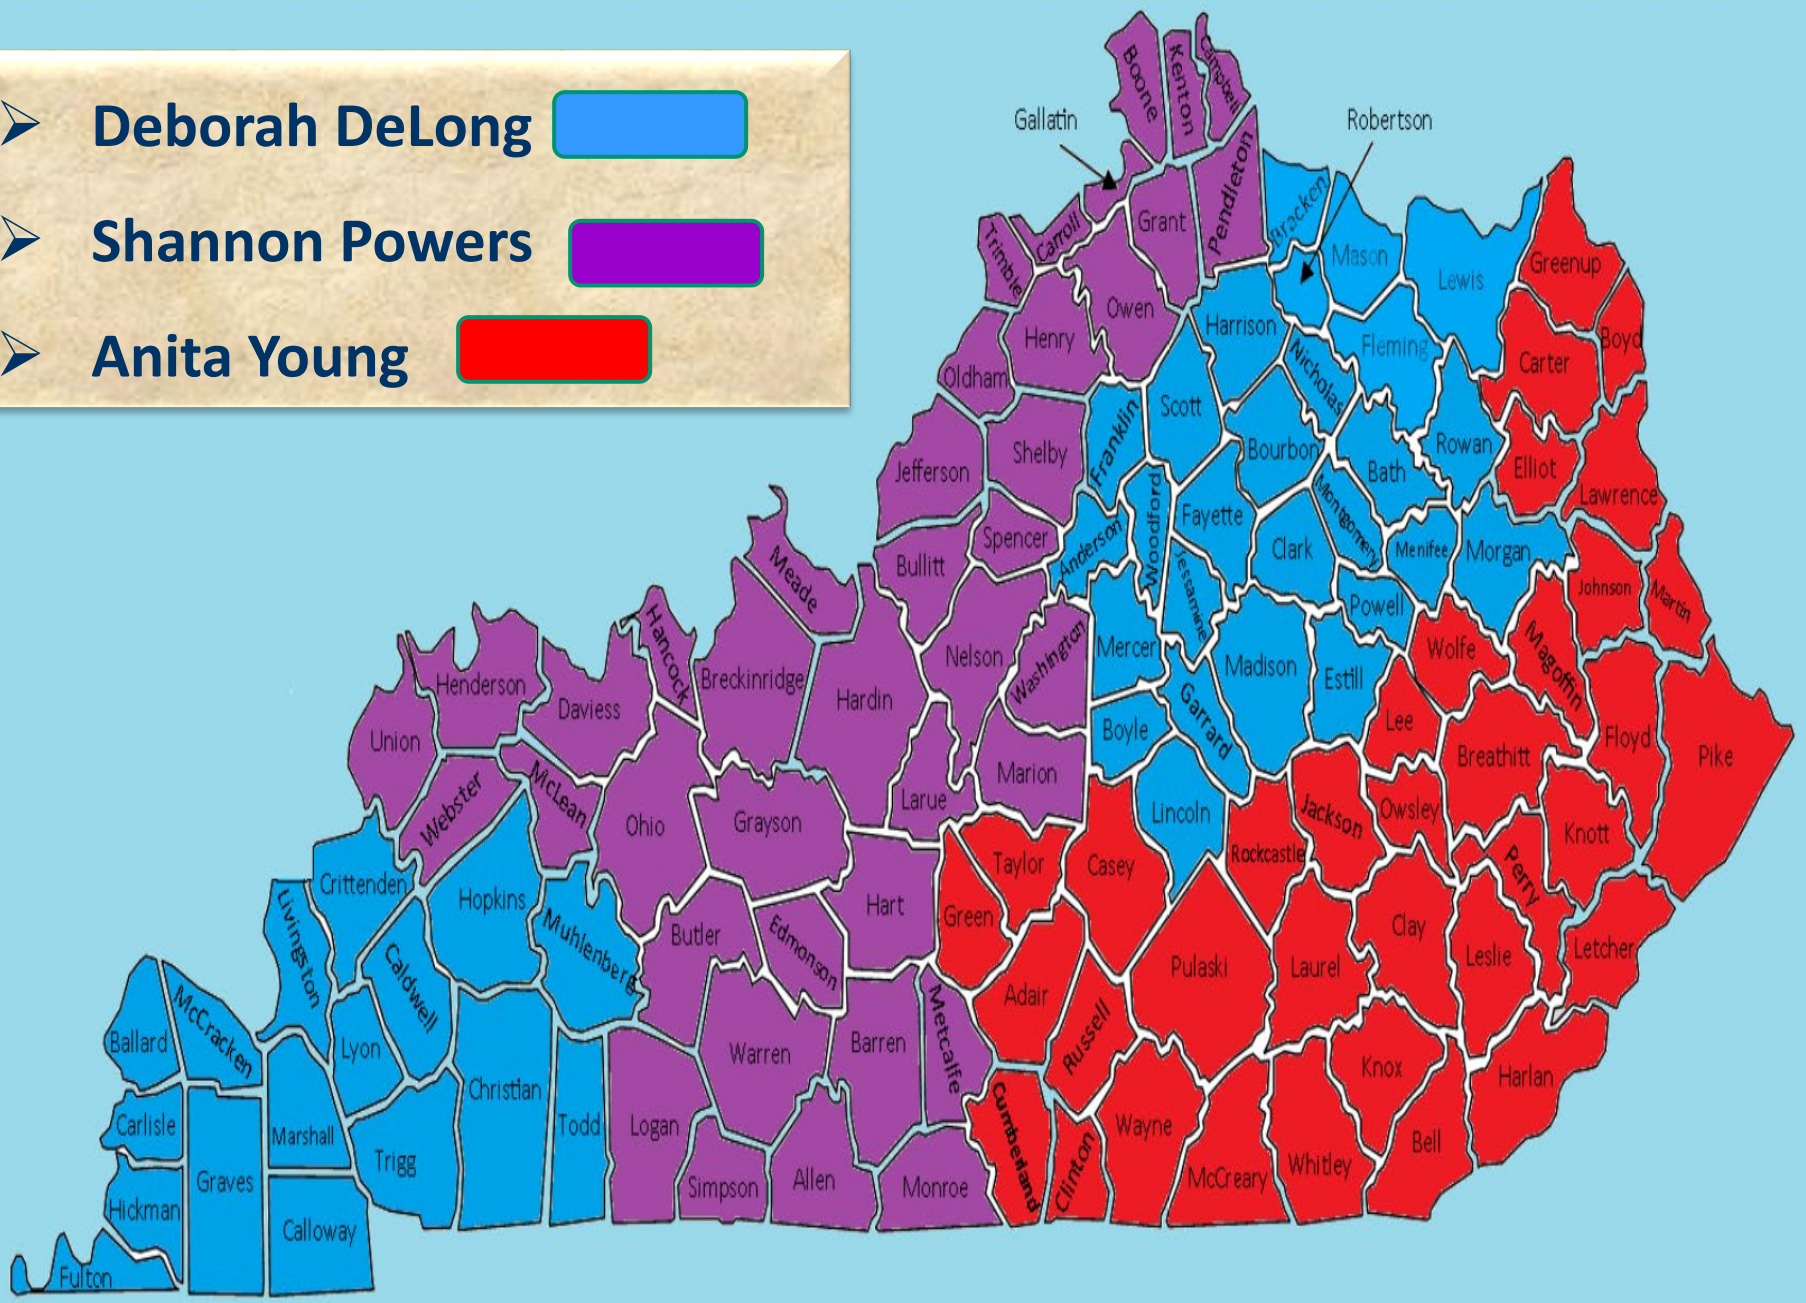 ➢ Deborah DeLong
➢ Shannon Powers
➢ Anita Young
Boone
Kenton
Campbell
Gallatin
Robertson
Pendleton
Grant
Carroll
Trimble
Owen
Henry
Oldham
Bracken
Mason
Lewis
Greenup
Boyd
Carter
Harrison
Fleming
Nicholas
Scott
Franklin
Shelby
Jefferson
Bourbon
Bath
Rowan
Elliot
Lawrence
Woodford
Fayette
Montgomery
Spencer
Anderson
Bullitt
Clark
Menifee
Morgan
Jessamine
Johnson
Martin
Meade
Powell
Hancock
Breckinridge
Hardin
Nelson
Washington
Mercer
Madison
Estill
Wolfe
Magoffin
Henderson
Daviess
Union
Boyle
Garrard
Lee
Breathitt
Floyd
Pike
Marion
Larue
Webster
McLean
Ohio
Grayson
Lincoln
Jackson
Owsley
Knott
Rockcastle
Perry
Taylor
Casey
Crittenden
Hopkins
Muhlenberg
Hart
Green
Butler
Edmonson
Livingston
Caldwell
Clay
Leslie
Letcher
Pulaski
Laurel
Adair
Russell
Ballard
McCracken
Lyon
Warren
Barren
Metcalfe
Knox
Harlan
Christian
Carlisle
Marshall
Todd
Logan
Cumberland
Clinton
Wayne
Bell
Trigg
Graves
Whitley
McCreary
Simpson
Allen
Monroe
Hickman
Calloway
Fulton